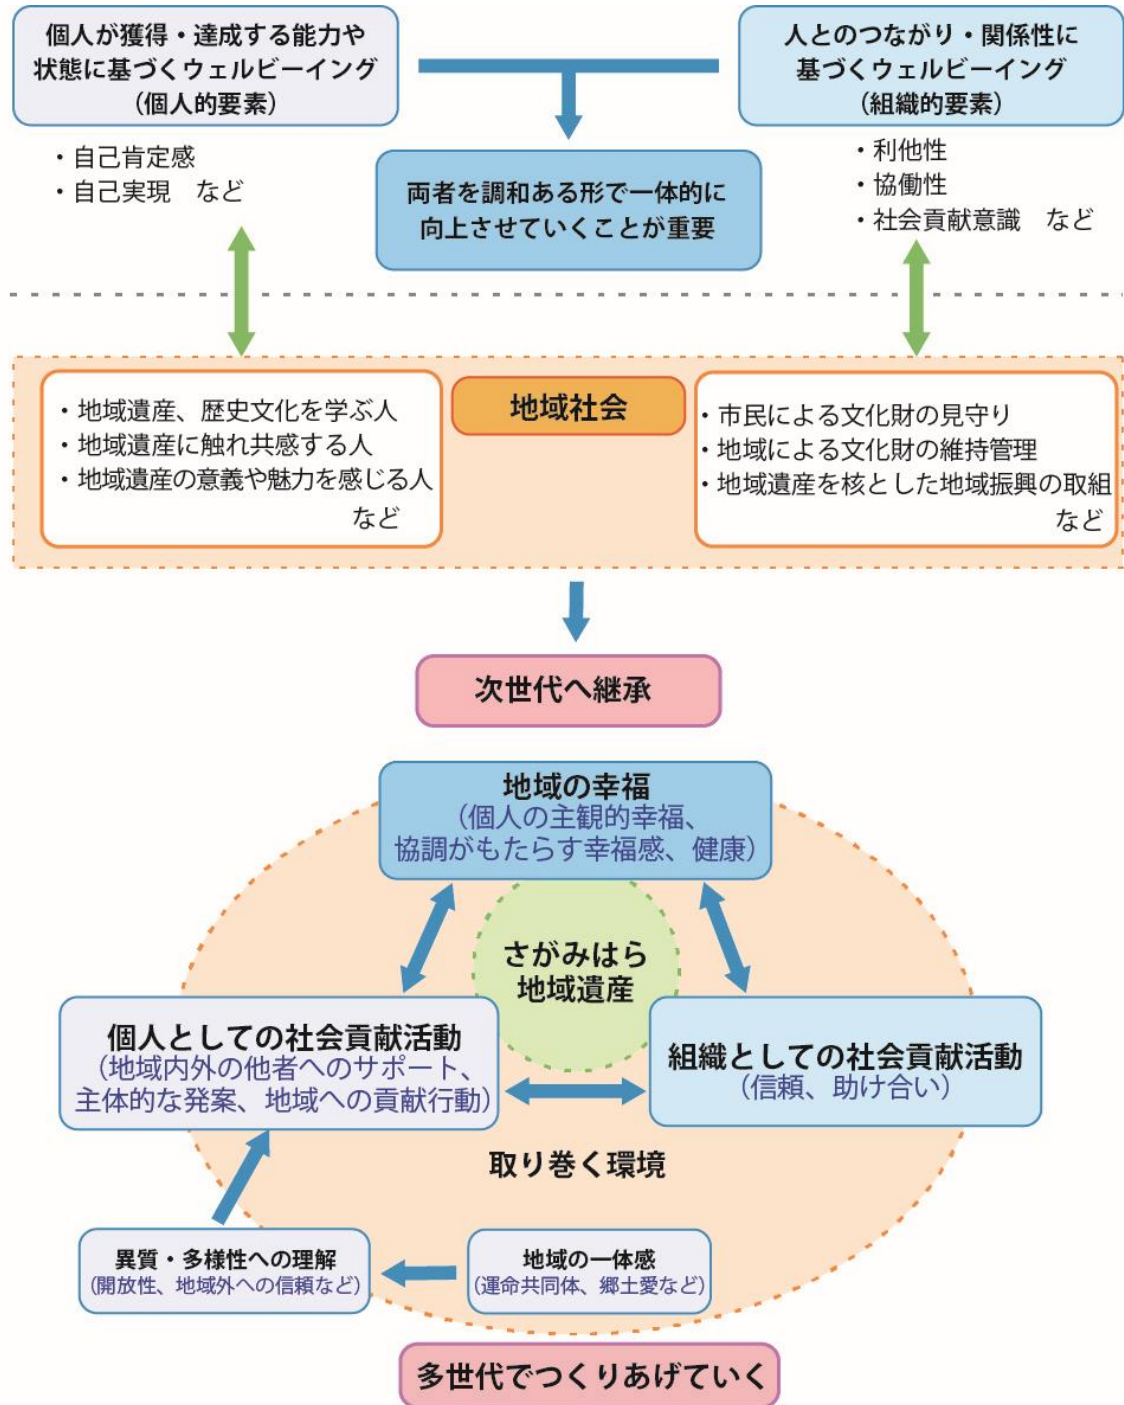 個人が獲得・達成する能力や
状態に基づくウェルビーイング
（個人的要素）
・自己肯定感
・自己実現　など
人とのつながり・関係性に
基づくウェルビーイング
（組織的要素）
・利他性
・協働性
・社会貢献意識　など
両者を調和ある形で一体的に
向上させていくことが重要
地域社会
・地域遺産、歴史文化を学ぶ人
・地域遺産に触れ共感する人
・地域遺産の意義や魅力を感じる人
など
・市民による文化財の見守り
・地域による文化財の維持管理
・地域遺産を核とした地域振興の取組
など
次世代へ継承
地域の幸福
（個人の主観的幸福、
協調がもたらす幸福感、健康）
さがみはら
地域遺産
個人としての社会貢献活動
（地域内外の他者へのサポート、
主体的な発案、地域への貢献行動）
組織としての社会貢献活動
（信頼、助け合い）
取り巻く環境
異質・多様性への理解
（開放性、地域外への信頼など）
地域の一体感
（運命共同体、郷土愛など）
多世代でつくりあげていく